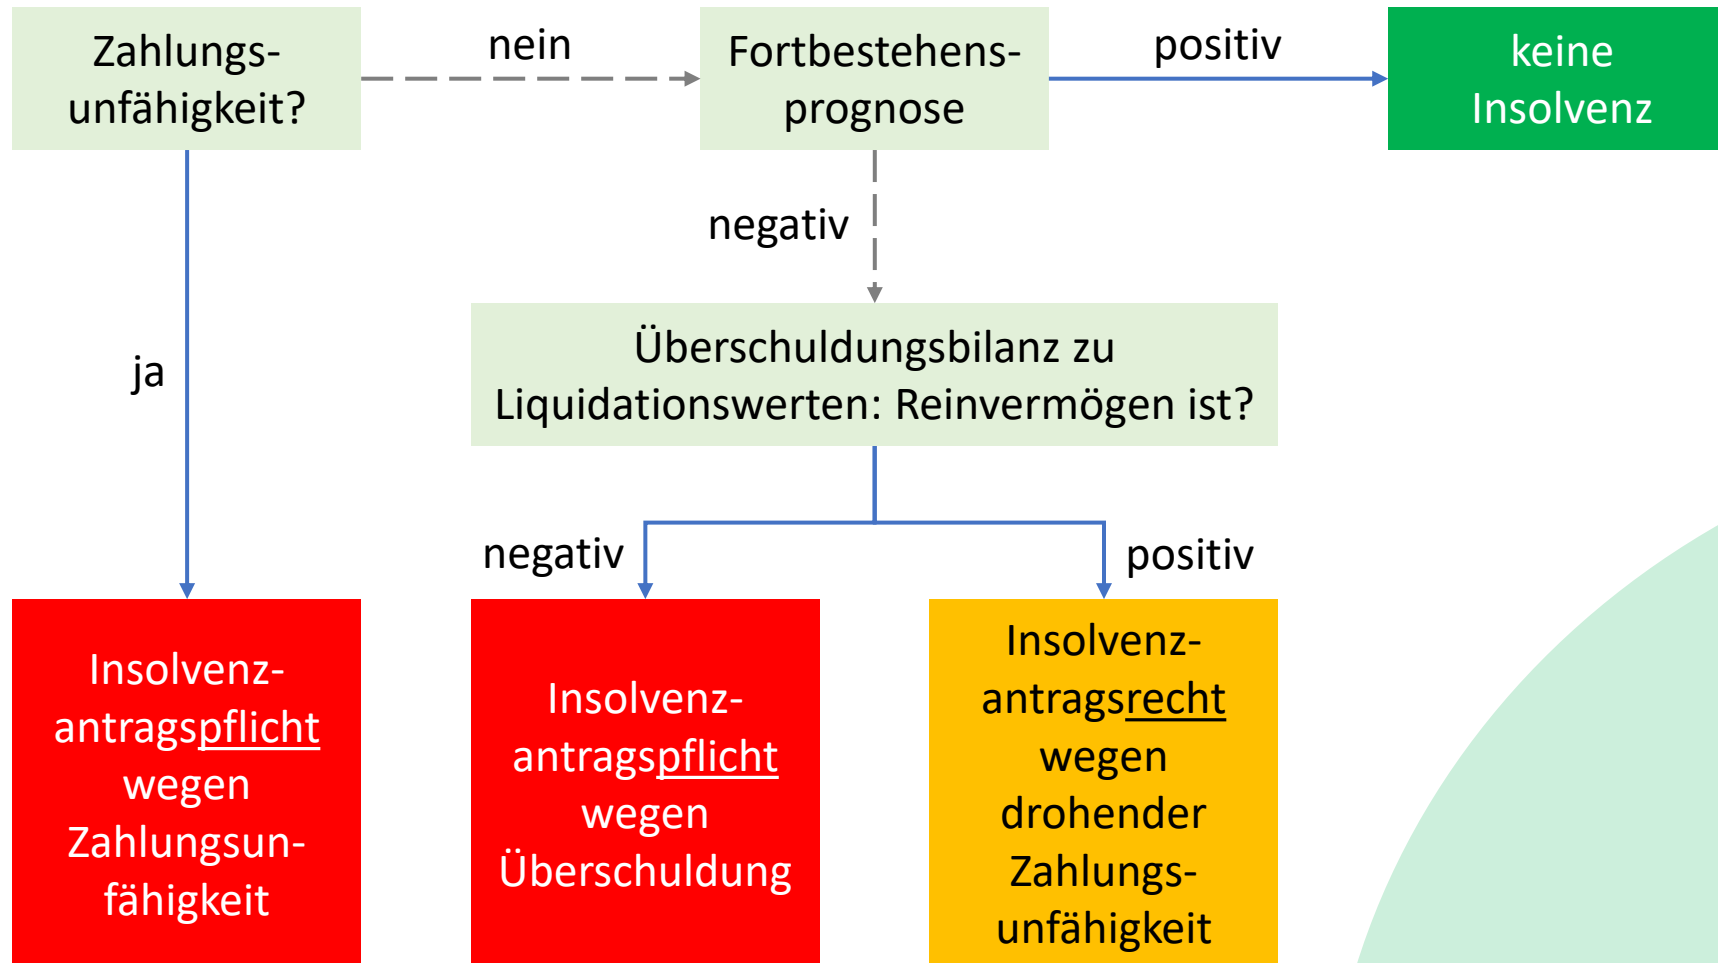 Zahlungs-
unfähigkeit?
nein
Fortbestehens-
prognose
positiv
keine
Insolvenz
negativ
ja
Überschuldungsbilanz zu
Liquidationswerten: Reinvermögen ist?
negativ
positiv
Insolvenz-
antragspflicht
wegen
Zahlungsun-
fähigkeit
Insolvenz-
antragspflicht
wegen
Überschuldung
Insolvenz-
antragsrecht
wegen
drohender
Zahlungs-
unfähigkeit